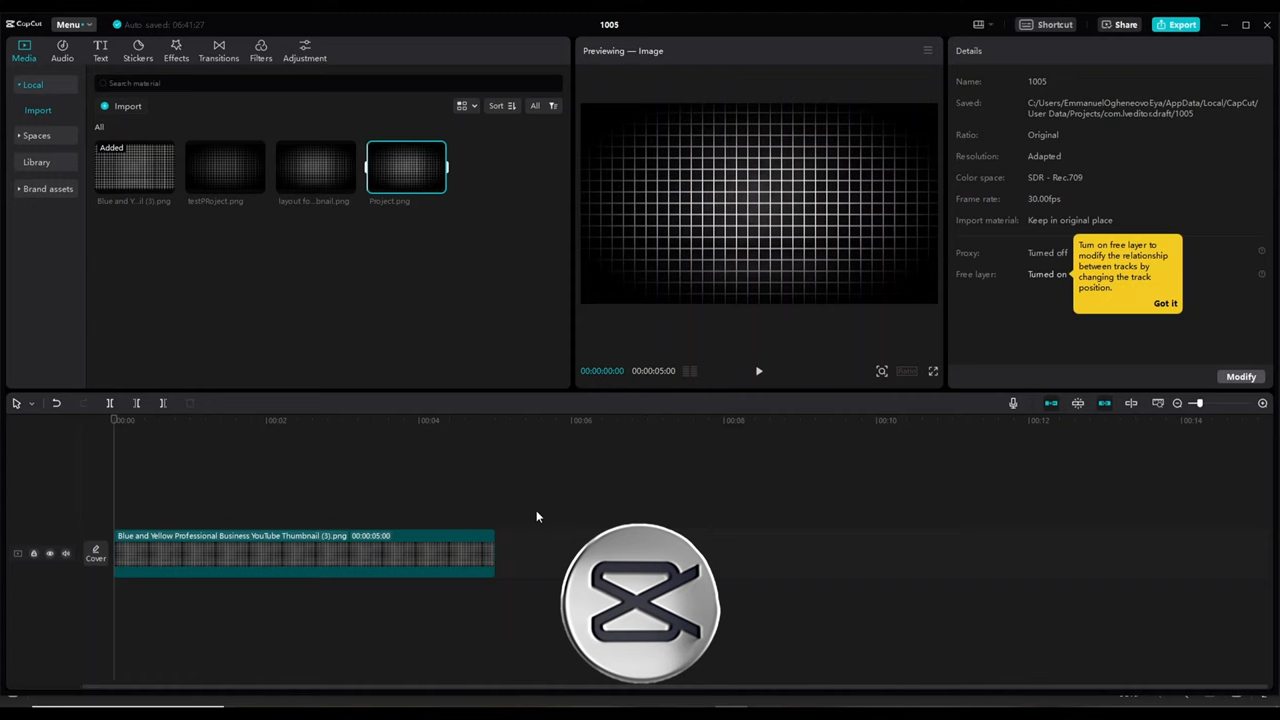 CapCut
Menu
Auto saved: 06:41:27
1005
Shortcut
Share
Export
Media
Audio
Text
Stickers
Effects
Transitions
Filters
Adjustment
Local
Import
Spaces
Library
Brand assets
Search material
Import
Sort
All
All
Added
Blue and Y...il (3).png
testPRoject.png
layout fo...bnail.png
Project.png
Previewing — Image
00:00:00:00
00:00:05:00
Ratio
Details
Name:
1005
Saved:
C:/Users/EmmanuelOgheneovoEya/AppData/Local/CapCut/
User Data/Projects/com.lveditor.draft/1005
Ratio:
Original
Resolution:
Adapted
Color space:
SDR - Rec.709
Frame rate:
30.00fps
Import material:
Keep in original place
Proxy:
Turned off
Free layer:
Turned on
Turn on free layer to
modify the relationship
between tracks by
changing the track
position.
Got it
Modify
00:00
00:02
00:04
00:06
00:08
00:10
00:12
00:14
Cover
Blue and Yellow Professional Business YouTube Thumbnail (3).png 00:00:05:00